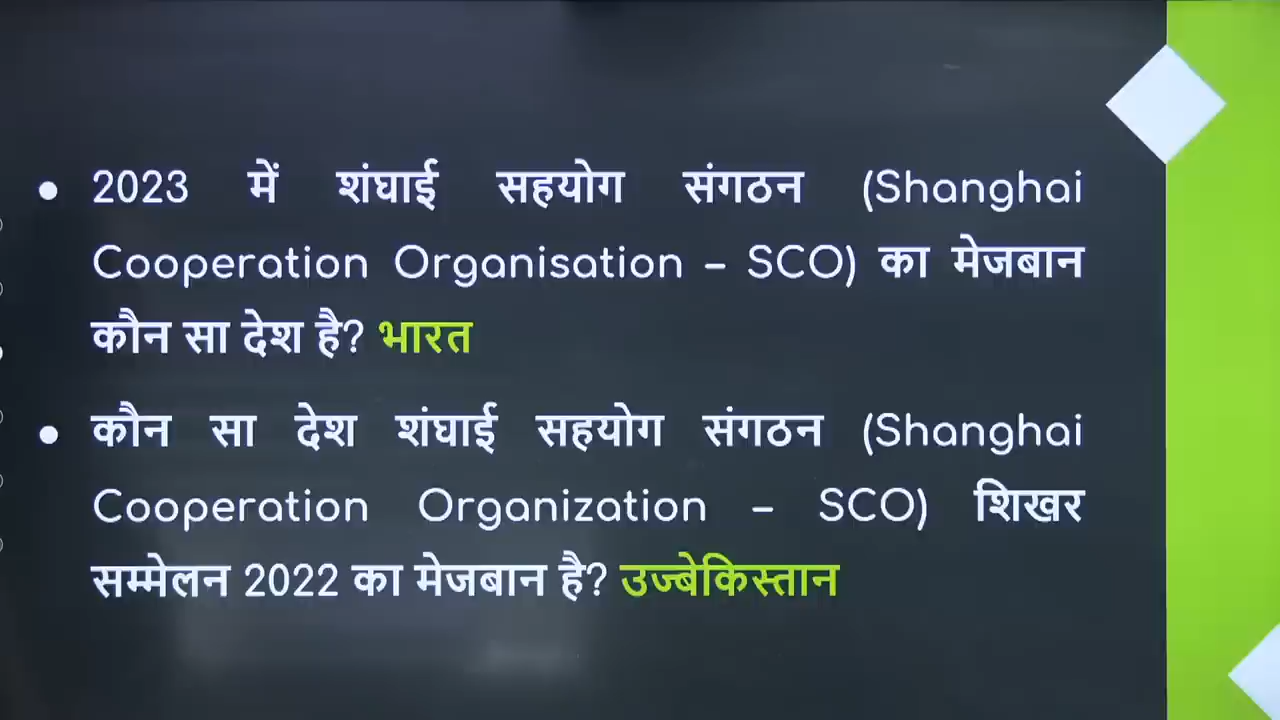 2023 में शंघाई सहयोग संगठन (Shanghai
Cooperation Organisation – SCO) का मेजबान
कौन सा देश है? भारत
कौन सा देश शंघाई सहयोग संगठन (Shanghai
Cooperation Organization – SCO) शिखर
सम्मेलन 2022 का मेजबान है? उज्बेकिस्तान